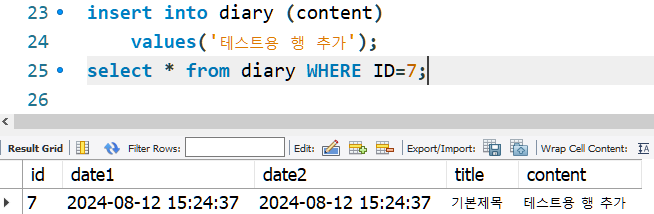 23 insert into diary (content)
24 values('테스트용 행 추가');
25 select * from diary WHERE ID=7;
26
Result Grid Filter Rows: Edit: Export/Import: Wrap Cell Content:
id date1 date2 title content
7 2024-08-12 15:24:37 2024-08-12 15:24:37 기본제목 테스트용 행 추가